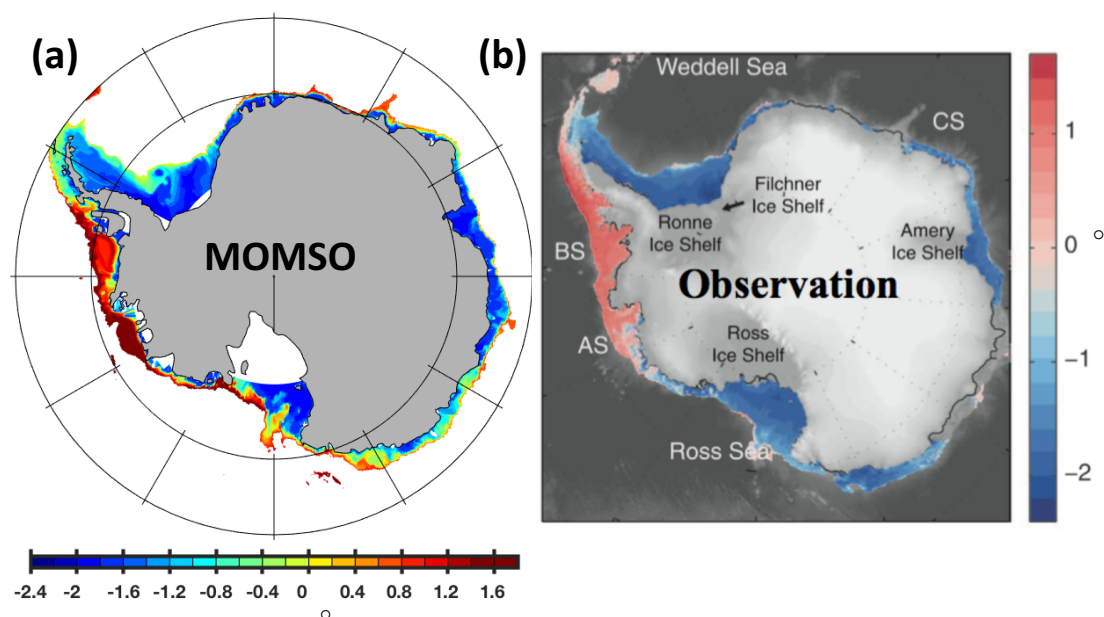 (a)
MOMSO
-2.4 -2 -1.6 -1.2 -0.8 -0.4 0 0.4 0.8 1.2 1.6
°
(b)
Weddell Sea
CS
Filchner
Ice Shelf
Ronne
Ice Shelf
Amery
Ice Shelf
BS
Observation
Ross
Ice Shelf
AS
Ross Sea
1
0
−1
−2
°